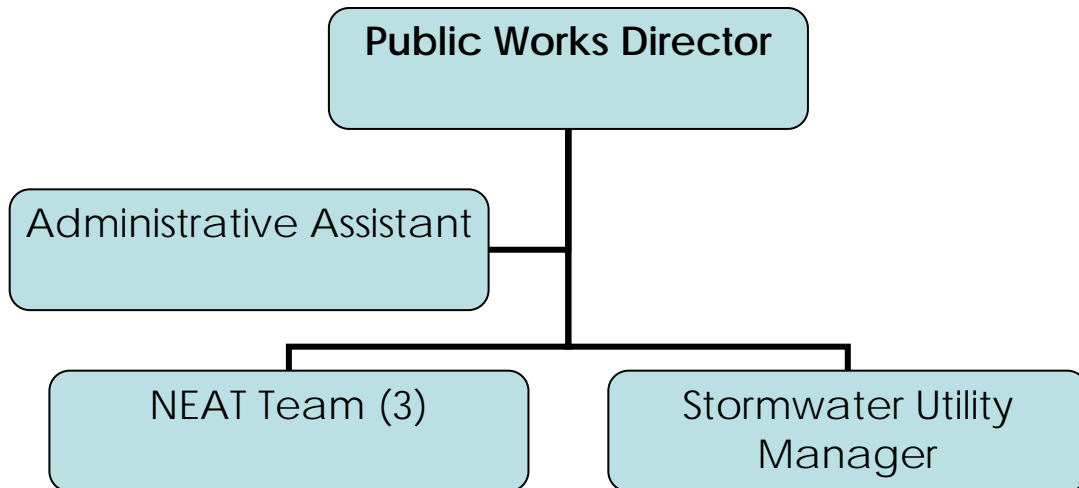 Public Works Director
Administrative Assistant
NEAT Team (3)
Stormwater Utility
Manager